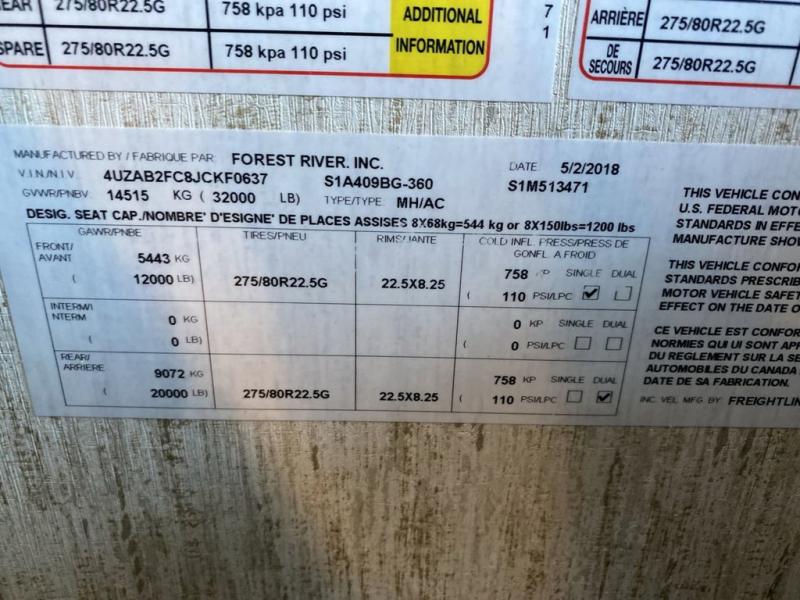 EAR 275/80R22.5G 758 kpa 110 psi
SPARE 275/80R22.5G 758 kpa 110 psi
ADDITIONAL
INFORMATION
7
1
ARRIÈRE 275/80R22.5G
DE
SECOURS 275/80R22.5G
MANUFACTURED BY / FABRIQUE PAR FOREST RIVER. INC. DATE 5/2/2018
V.I.N/N.I.V. 4UZAB2FC8JCKF0637 S1A409BG-360 S1M513471
GVWR/PNBV 14515 KG (32000 LB) TYPE/TYPE: MH/AC
DESIG. SEAT CAP./NOMBRE' D'ESIGNE' DE PLACES ASSISES 8X68kg=544 kg or 8X150lbs=1200 lbs
GAWR/PNBE TIRES/PNEU RIMS/JANTE COLD INFL. PRESS/PRESS DE
GONFL A FROID
FRONT/
AVANT 5443 KG 758 KP SINGLE DUAL
( 12000 LB) 275/80R22.5G 22.5X8.25 ( 110 PSI/LPC
INTERM/I
NTERM 0 KG 0 KP SINGLE DUAL
( 0 LB) ( 0 PSI/LPC
REAR/
ARRIERE 9072 KG 758 KP SINGLE DUAL
( 20000 LB) 275/80R22.5G 22.5X8.25 ( 110 PSI/LPC
THIS VEHICLE CON
U.S. FEDERAL MOT
STANDARDS IN EFFE
MANUFACTURE SHO
THIS VEHICLE CONFO
STANDARDS PRESCRIB
MOTOR VEHICLE SAFET
EFFECT ON THE DATE O
CE VEHICLE EST CONFOR
NORMIES QUI UI SONT APP
DU REGLEMENT SUR LA SE
AUTOMOBILES DU CANADA
DATE DE SA FABRICATION.
INC. VEL. MFG BY: FREIGHTLIN